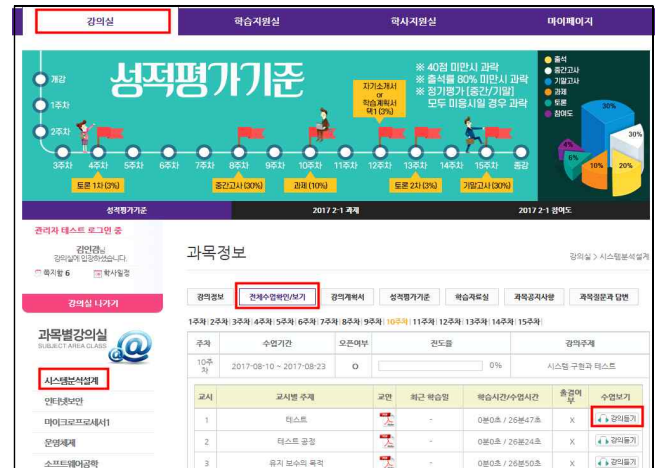 강의실 학습지원실 학사지원실 마이페이지
성적평가기준
※ 40점 미만시 과락
※ 출석률 80% 미만시 과락
※ 정기평가 [중간/기말]
모두 미응시일 경우 과락
출석
중간고사
기말고사
과제
토론
참여도
30%
30%
20%
10%
6%
4%
개강
1주차
2주차
자기소개서
or
학습계획서
택1 (3%)
3주차 4주차 5주차 6주차 7주차 8주차 9주차 10주차 11주차 12주차 13주차 14주차 15주차 종강
토론 1차 (3%) 중간고사 (30%) 과제 (10%) 토론 2차 (3%) 기말고사 (30%)
성적평가기준 2017 2-1 과제 2017 2-1 참여도
관리자 테스트 로그인 중
강의실에 입장하셨습니다.
쪽지함 6 학사일정
강의실 나가기
과목별강의실
SUBJECT AREA CLASS
시스템분석설계
인터넷보안
마이크로프로세서1
운영체제
소프트웨어공학
과목정보
강의실 > 시스템분석설계
강의정보 전체수업확인/보기 강의계획서 성적평가기준 학습자료실 과목공지사항 과목질문과 답변
1주차| 2주차| 3주차| 4주차| 5주차| 6주차| 7주차| 8주차| 9주차| 10주차| 11주차| 12주차| 13주차| 14주차| 15주차|
주차 수업기간 오픈여부 진도율 강의주제
10주차 2017-08-10 ~ 2017-08-23 O 0% 시스템 구현과 테스트
교시 교시별 주제 교안 최근 학습일 학습시간/수업시간 출결여부 수업보기
1 테스트 - 0분0초 / 26분47초 X 강의듣기
2 테스트 공정 - 0분0초 / 26분24초 X 강의듣기
3 유지 보수의 목적 - 0분0초 / 26분50초 X 강의듣기